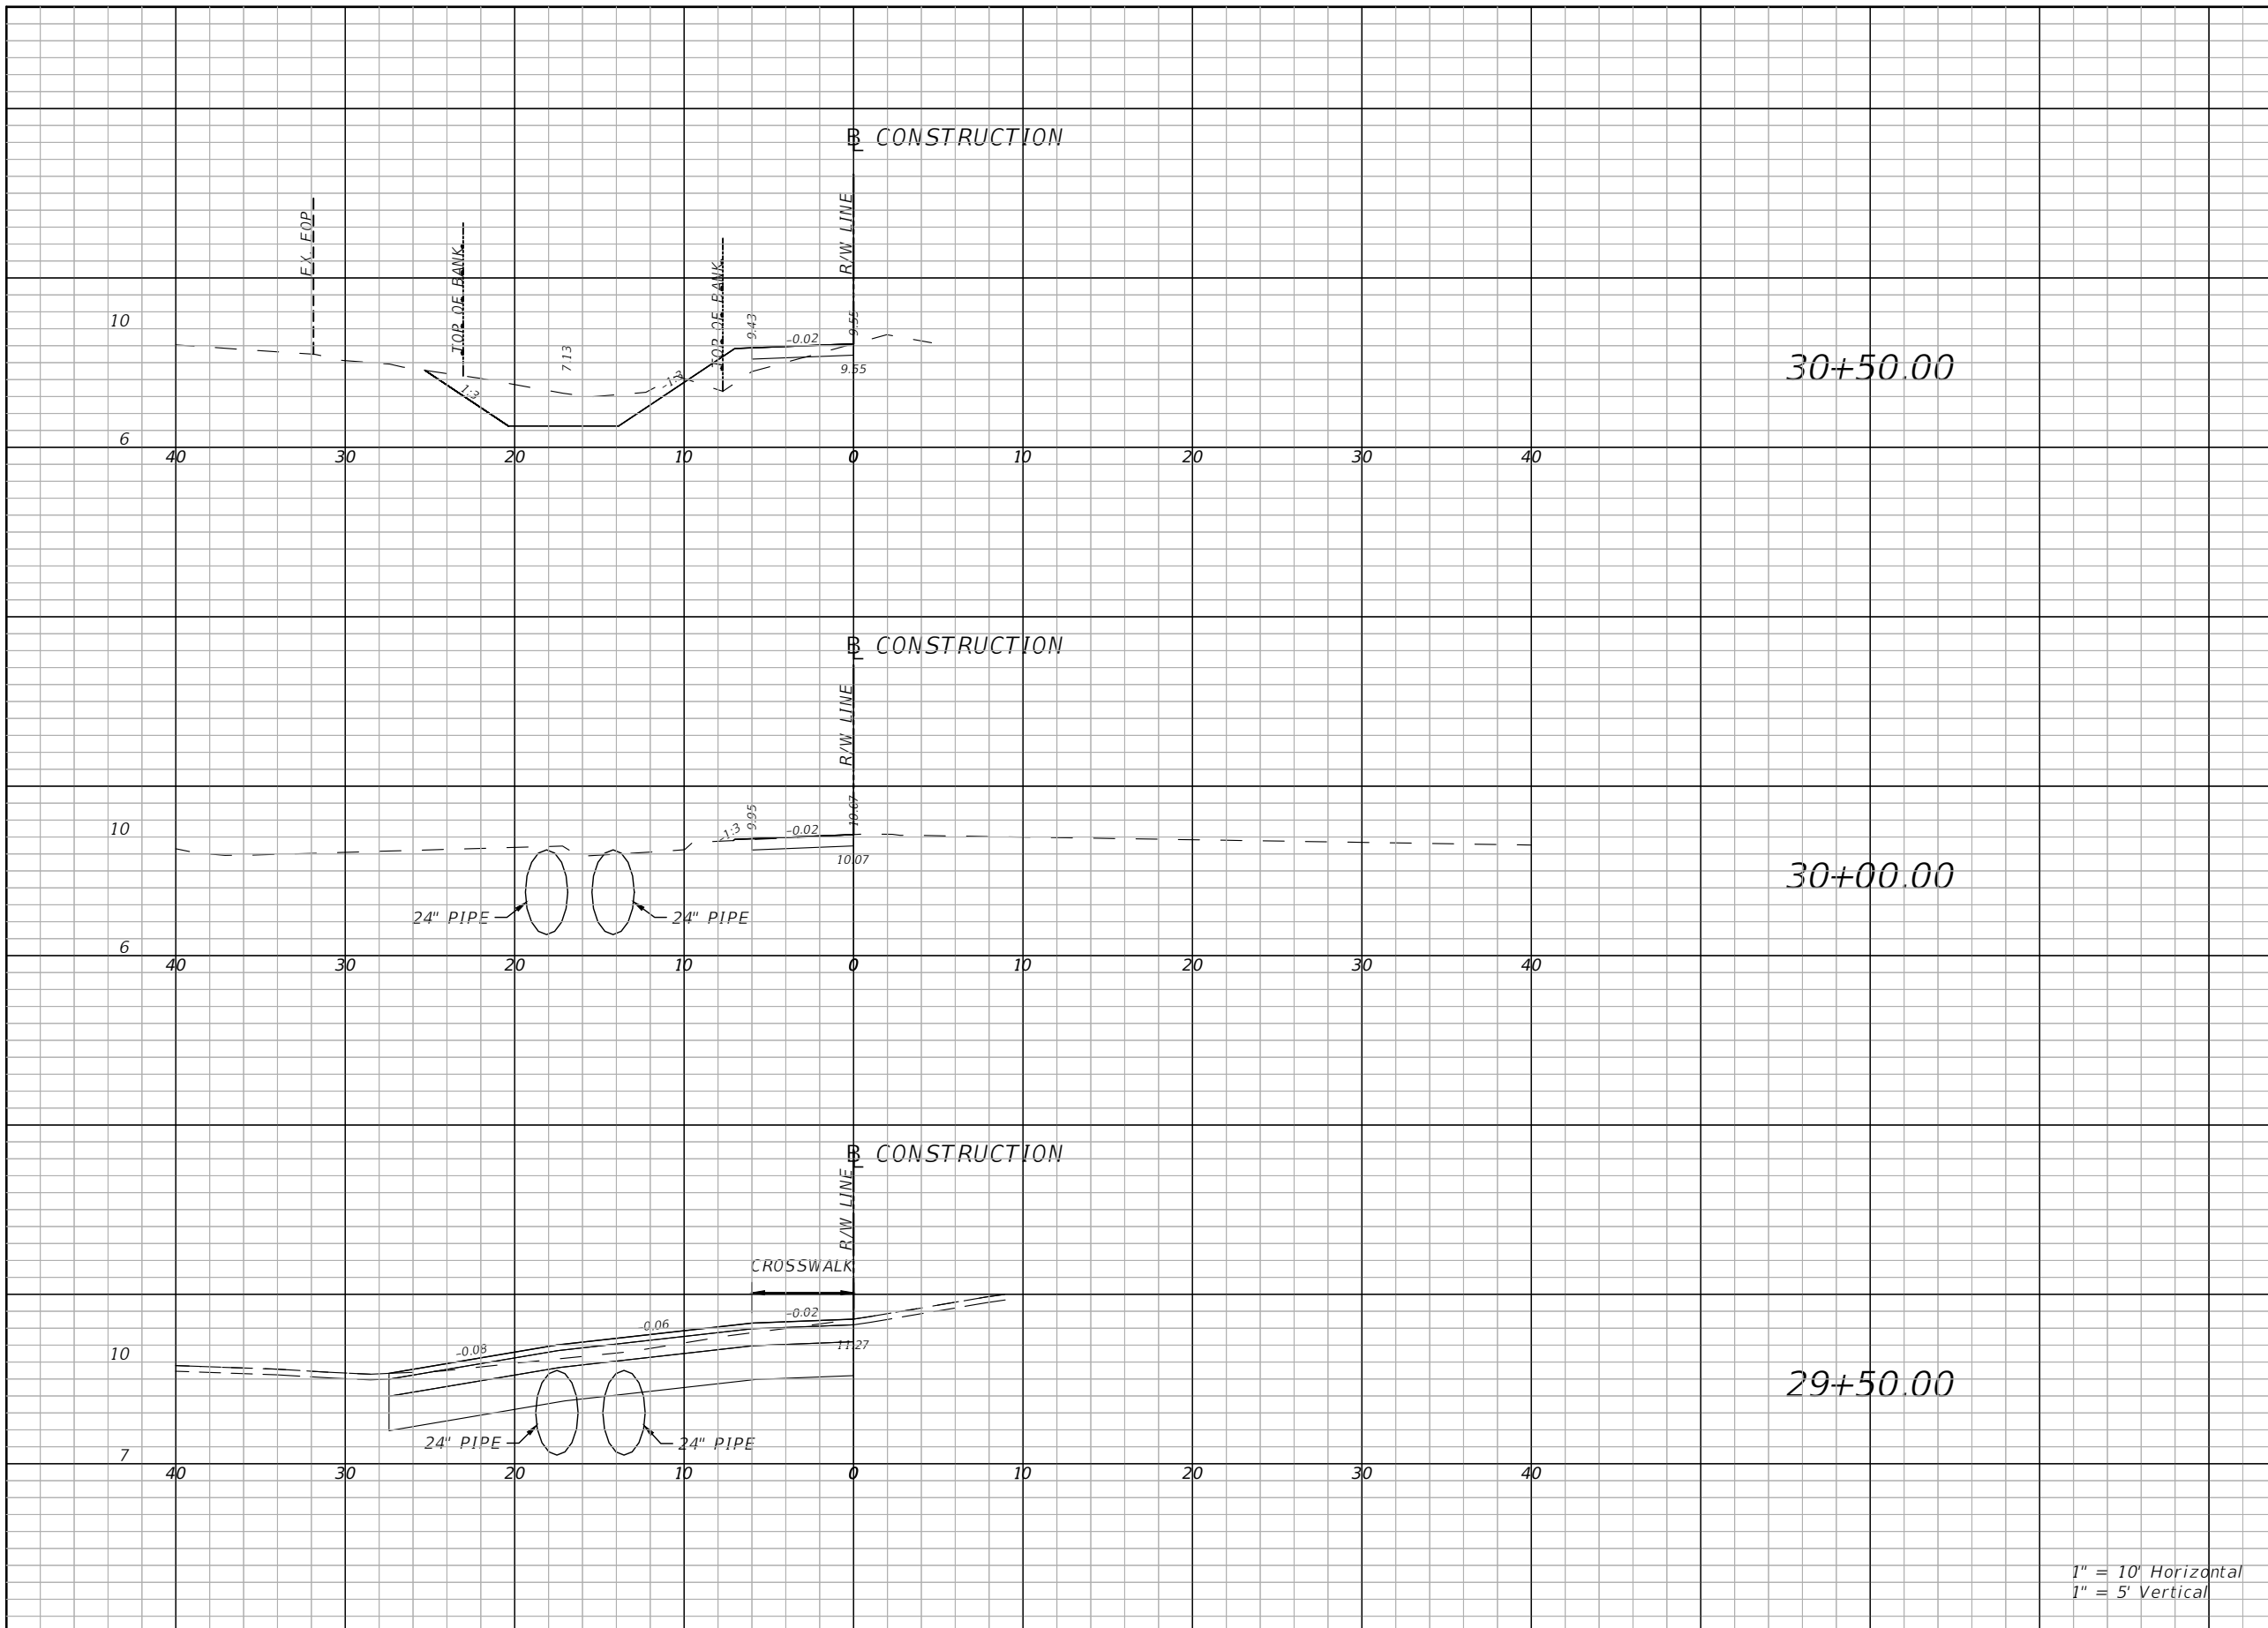 BL CONSTRUCTION
EX EOP
TOP OF BANK
TOP OF BANK
R/W LINE
10
7.13
9.43
-0.02
9.55
9.55
1:3
-1:3
30+50.00
6
40 30 20 10 0 10 20 30 40
BL CONSTRUCTION
R/W LINE
10
-1:3
9.95
-0.02
10.07
10.07
30+00.00
24" PIPE
24" PIPE
6
40 30 20 10 0 10 20 30 40
BL CONSTRUCTION
R/W LINE
CROSSWALK
-0.02
-0.06
-0.08
11.27
10
29+50.00
24" PIPE
24" PIPE
7
40 30 20 10 0 10 20 30 40
1" = 10' Horizontal
1" = 5' Vertical